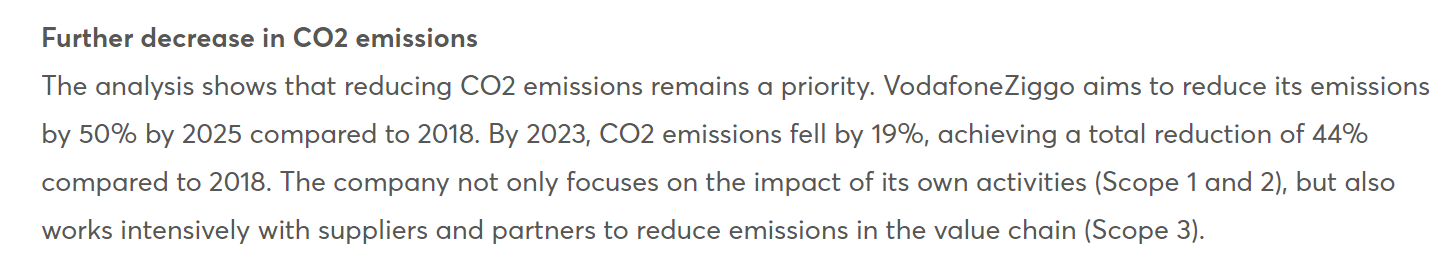 Further decrease in CO2 emissions
The analysis shows that reducing CO2 emissions remains a priority. VodafoneZiggo aims to reduce its emissions
by 50% by 2025 compared to 2018. By 2023, CO2 emissions fell by 19%, achieving a total reduction of 44%
compared to 2018. The company not only focuses on the impact of its own activities (Scope 1 and 2), but also
works intensively with suppliers and partners to reduce emissions in the value chain (Scope 3).